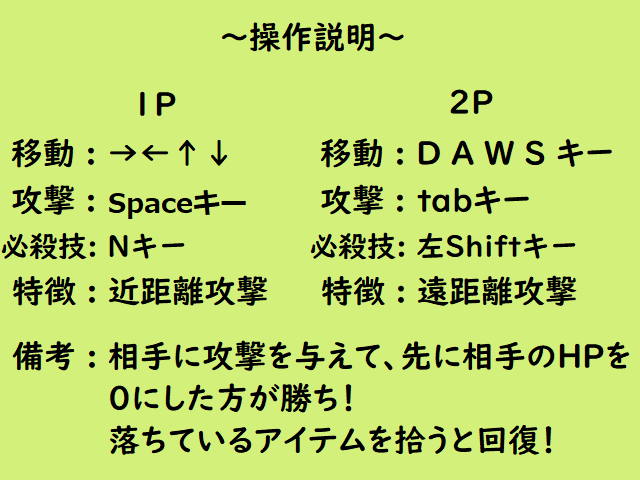 ～操作説明～
1P
移動：→←↑↓
攻撃：Spaceキー
必殺技：Nキー
特徴：近距離攻撃
2P
移動：DAWSキー
攻撃：tabキー
必殺技：左Shiftキー
特徴：遠距離攻撃
備考：相手に攻撃を与えて、先に相手のHPを
0にした方が勝ち！
落ちているアイテムを拾うと回復！